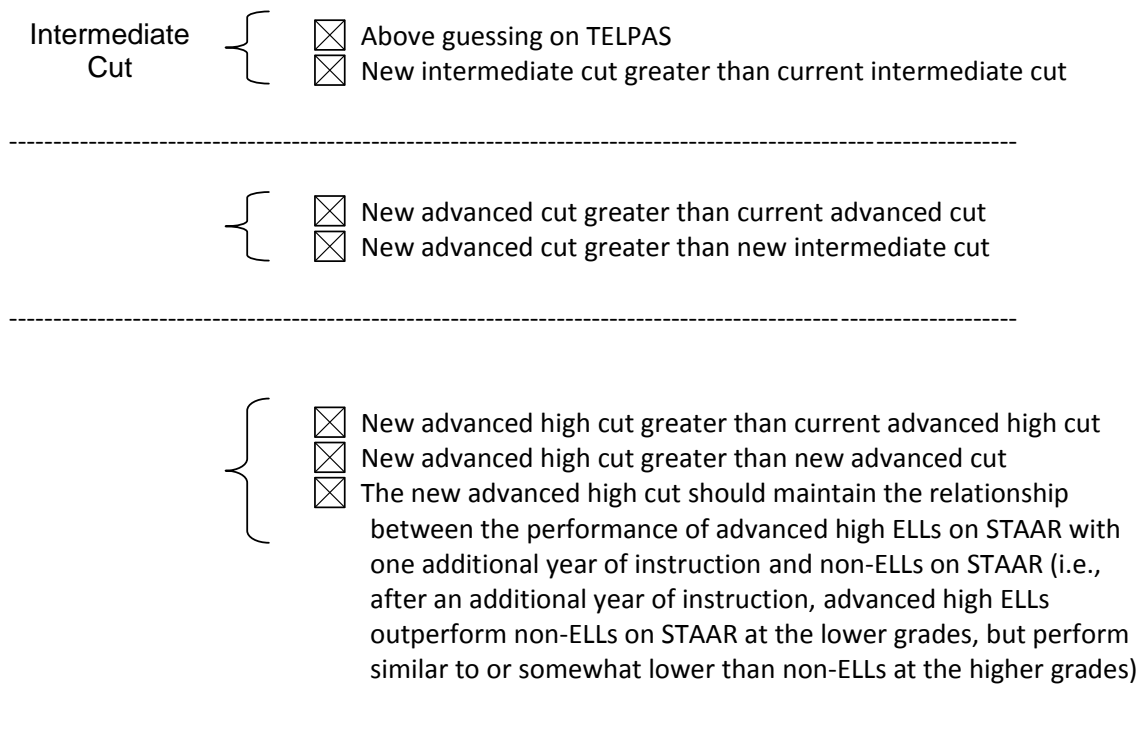 Intermediate
Cut
☒ Above guessing on TELPAS
☒ New intermediate cut greater than current intermediate cut
--------------------------------------------------------------------------------------------------------------------
☒ New advanced cut greater than current advanced cut
☒ New advanced cut greater than new intermediate cut
--------------------------------------------------------------------------------------------------------------------
☒ New advanced high cut greater than current advanced high cut
☒ New advanced high cut greater than new advanced cut
☒ The new advanced high cut should maintain the relationship
between the performance of advanced high ELLs on STAAR with
one additional year of instruction and non-ELLs on STAAR (i.e.,
after an additional year of instruction, advanced high ELLs
outperform non-ELLs on STAAR at the lower grades, but perform
similar to or somewhat lower than non-ELLs at the higher grades)